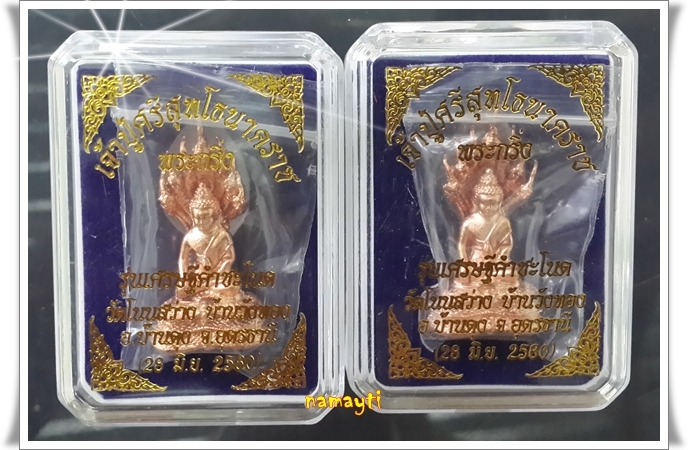 เจ้าปู่ศรีสุทโธนาคราช
พระกริ่ง
รุ่นเศรษฐีคำชะโนด
วัดโนนสว่าง บ้านวังทอง
อ.บ้านดุง จ.อุดรธานี
(28 มิ.ย. 2560)
เจ้าปู่ศรีสุทโธนาคราช
พระกริ่ง
รุ่นเศรษฐีคำชะโนด
วัดโนนสว่าง บ้านวังทอง
อ.บ้านดุง จ.อุดรธานี
(28 มิ.ย. 2560)
namayti